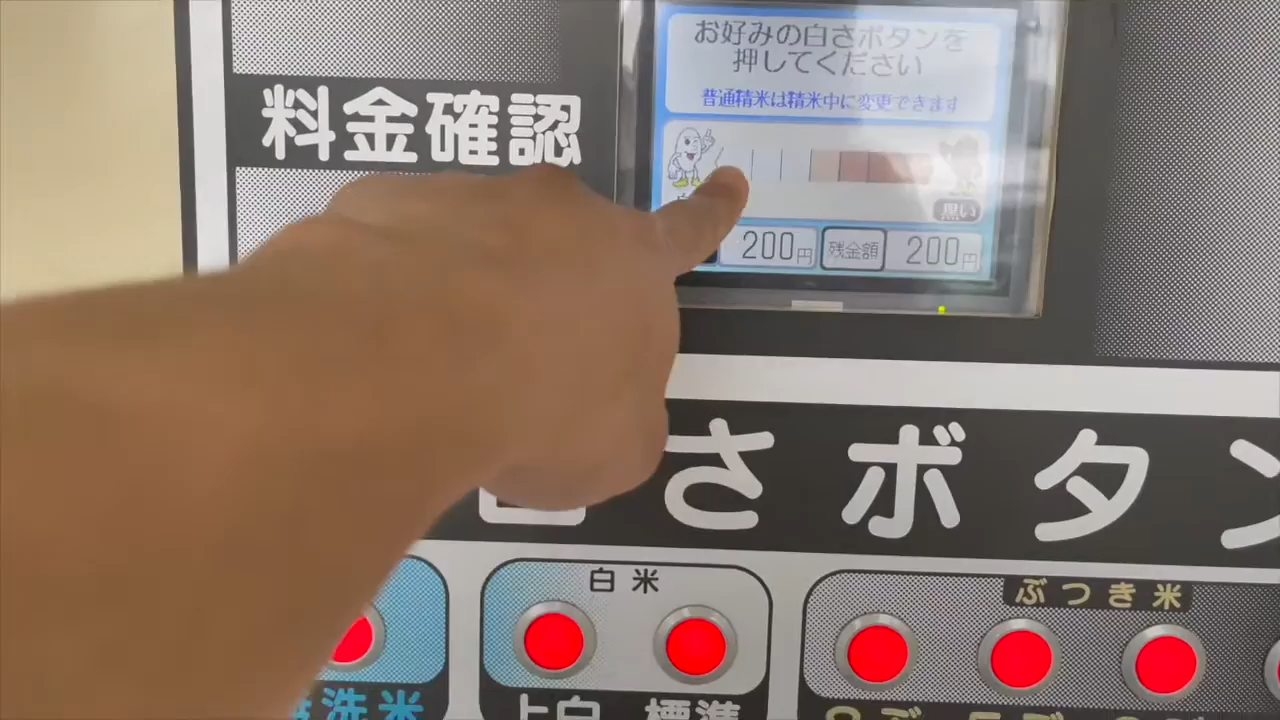 お好みの白さボタンを
押してください
普通精米は精米中に変更できます
料金確認
黒い
200円 残金額 200円
さボタン
白米
ぶつき米
洗米 上白 標準